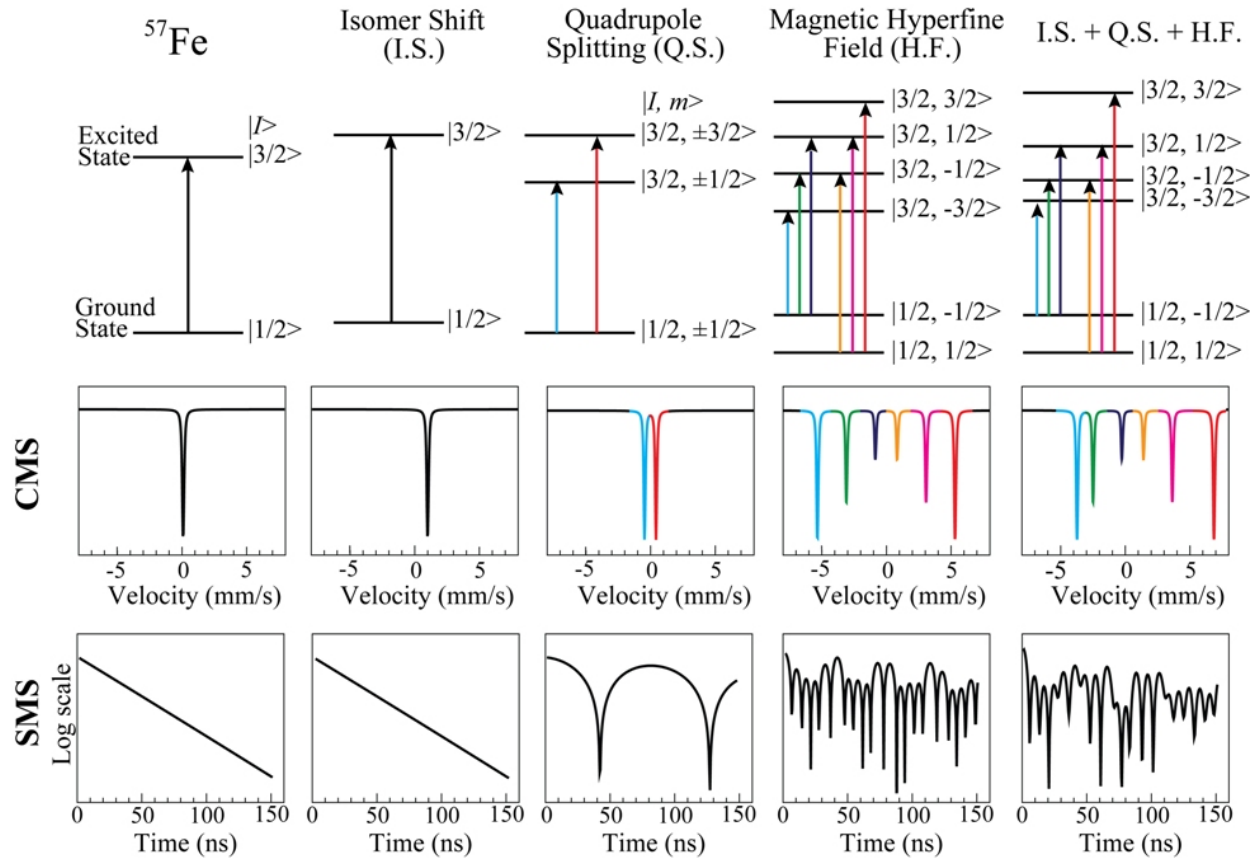 ⁵⁷Fe
Isomer Shift
(I.S.)
Quadrupole
Splitting (Q.S.)
Magnetic Hyperfine
Field (H.F.)
I.S. + Q.S. + H.F.
Excited
State
|I>
|3/2>
Ground
State
|1/2>
|3/2>
|1/2>
|I, m>
|3/2, ±3/2>
|3/2, ±1/2>
|1/2, ±1/2>
|3/2, 3/2>
|3/2, 1/2>
|3/2, -1/2>
|3/2, -3/2>
|1/2, -1/2>
|1/2, 1/2>
|3/2, 3/2>
|3/2, 1/2>
|3/2, -1/2>
|3/2, -3/2>
|1/2, -1/2>
|1/2, 1/2>
CMS
-5 0 5
Velocity (mm/s)
-5 0 5
Velocity (mm/s)
-5 0 5
Velocity (mm/s)
-5 0 5
Velocity (mm/s)
-5 0 5
Velocity (mm/s)
SMS
Log scale
0 50 100 150
Time (ns)
0 50 100 150
Time (ns)
0 50 100 150
Time (ns)
0 50 100 150
Time (ns)
0 50 100 150
Time (ns)